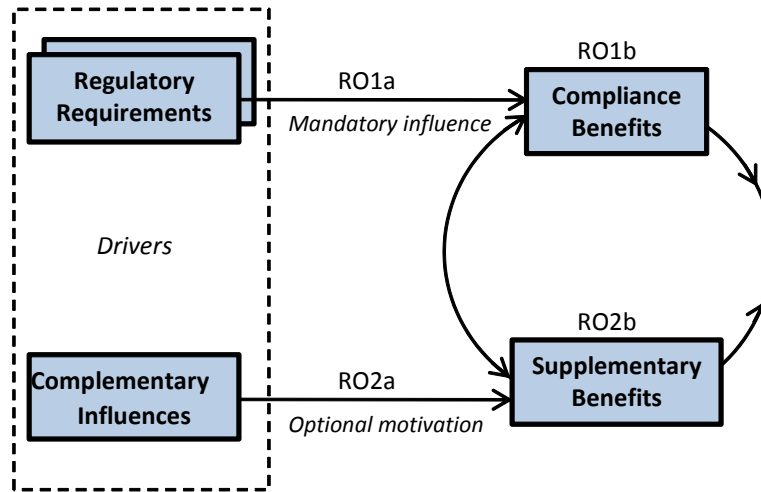 Regulatory
Requirements
RO1a
Mandatory influence
RO1b
Compliance
Benefits
Drivers
Complementary
Influences
RO2a
Optional motivation
RO2b
Supplementary
Benefits